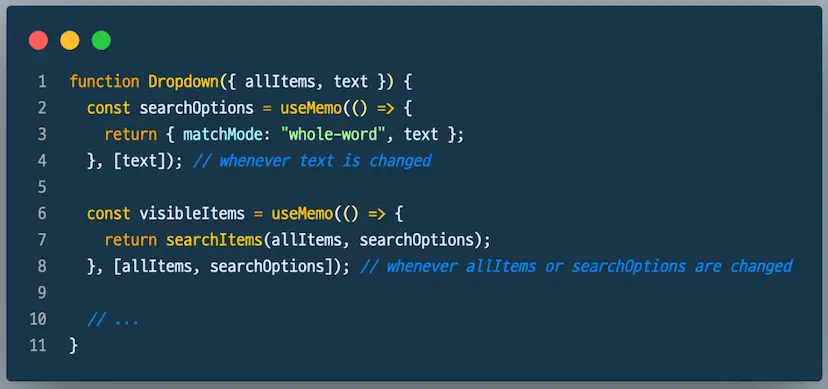 1 function Dropdown({ allItems, text }) {
2   const searchOptions = useMemo(() => {
3     return { matchMode: "whole-word", text };
4   }, [text]); // whenever text is changed
5
6   const visibleItems = useMemo(() => {
7     return searchItems(allItems, searchOptions);
8   }, [allItems, searchOptions]); // whenever allItems or searchOptions are changed
9
10   // ...
11 }